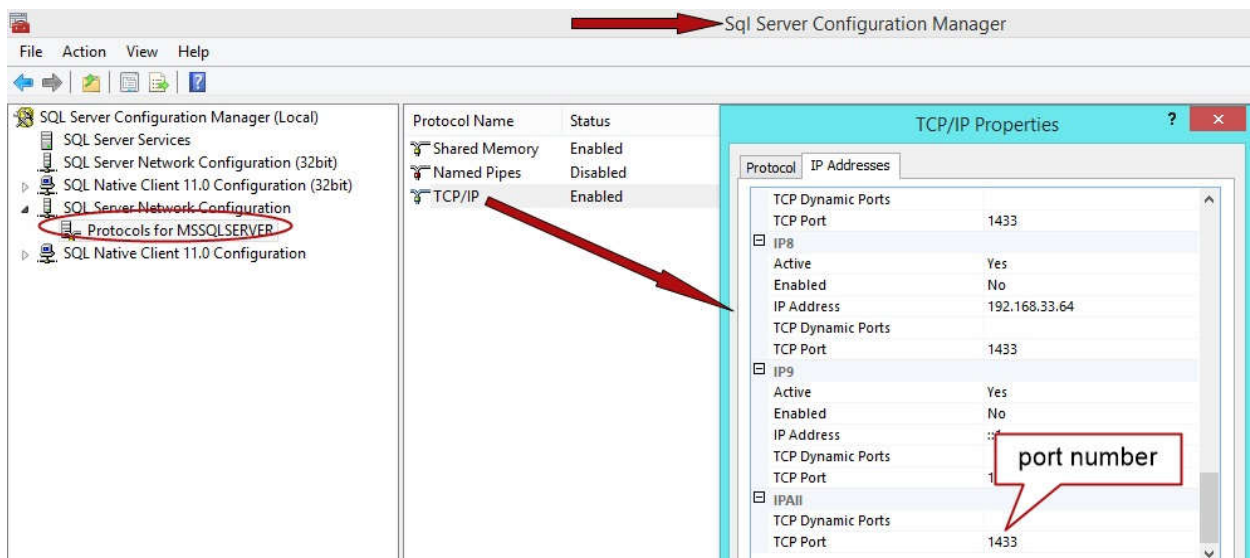 Sql Server Configuration Manager
File Action View Help
SQL Server Configuration Manager (Local)
SQL Server Services
SQL Server Network Configuration (32bit)
SQL Native Client 11.0 Configuration (32bit)
SQL Server Network Configuration
Protocols for MSSQLSERVER
SQL Native Client 11.0 Configuration
Protocol Name Status
Shared Memory Enabled
Named Pipes Disabled
TCP/IP Enabled
TCP/IP Properties ?
Protocol IP Addresses
TCP Dynamic Ports
TCP Port 1433
IP8
Active Yes
Enabled No
IP Address 192.168.33.64
TCP Dynamic Ports
TCP Port 1433
IP9
Active Yes
Enabled No
IP Address
TCP Dynamic Ports
TCP Port
port number
IPAll
TCP Dynamic Ports
TCP Port 1433